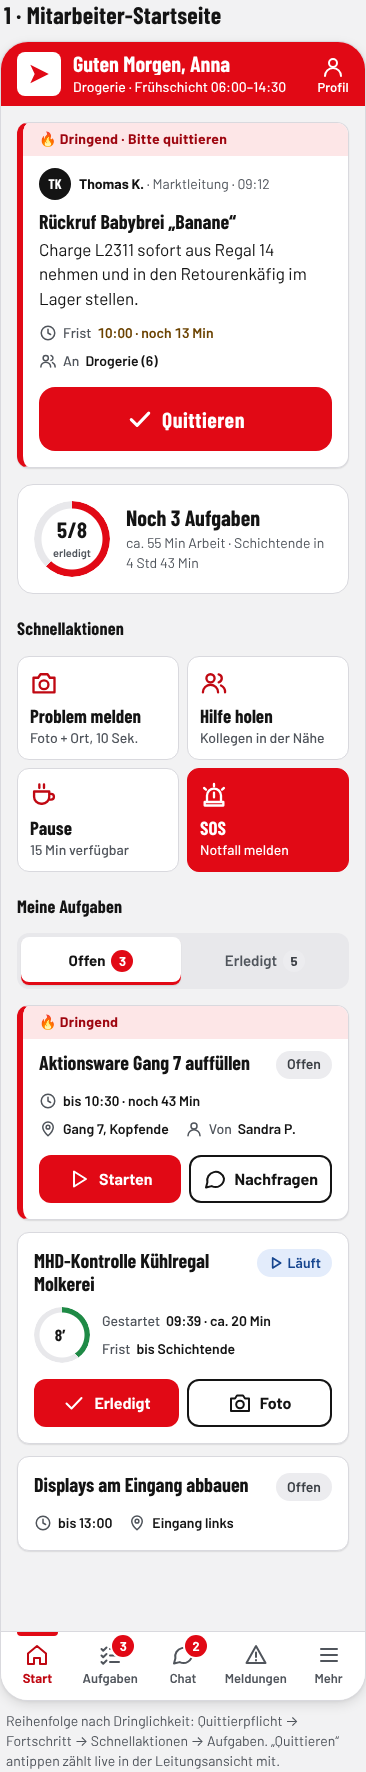 1 · Mitarbeiter-Startseite
Guten Morgen, Anna
Drogerie · Frühschicht 06:00–14:30
Profil
🔥 Dringend · Bitte quittieren
TK
Thomas K. · Marktleitung · 09:12
Rückruf Babybrei „Banane“
Charge L2311 sofort aus Regal 14
nehmen und in den Retourenkäfig im
Lager stellen.
Frist 10:00 · noch 13 Min
An Drogerie (6)
Quittieren
5/8
erledigt
Noch 3 Aufgaben
ca. 55 Min Arbeit · Schichtende in
4 Std 43 Min
Schnellaktionen
Problem melden
Foto + Ort, 10 Sek.
Hilfe holen
Kollegen in der Nähe
Pause
15 Min verfügbar
SOS
Notfall melden
Meine Aufgaben
Offen 3
Erledigt 5
🔥 Dringend
Aktionsware Gang 7 auffüllen
Offen
bis 10:30 · noch 43 Min
Gang 7, Kopfende Von Sandra P.
Starten
Nachfragen
MHD-Kontrolle Kühlregal
Molkerei
Läuft
8’
Gestartet 09:39 · ca. 20 Min
Frist bis Schichtende
Erledigt
Foto
Displays am Eingang abbauen
Offen
bis 13:00 Eingang links
3
2
Start
Aufgaben
Chat
Meldungen
Mehr
Reihenfolge nach Dringlichkeit: Quittierpflicht →
Fortschritt → Schnellaktionen → Aufgaben. „Quittieren“
antippen zählt live in der Leitungsansicht mit.